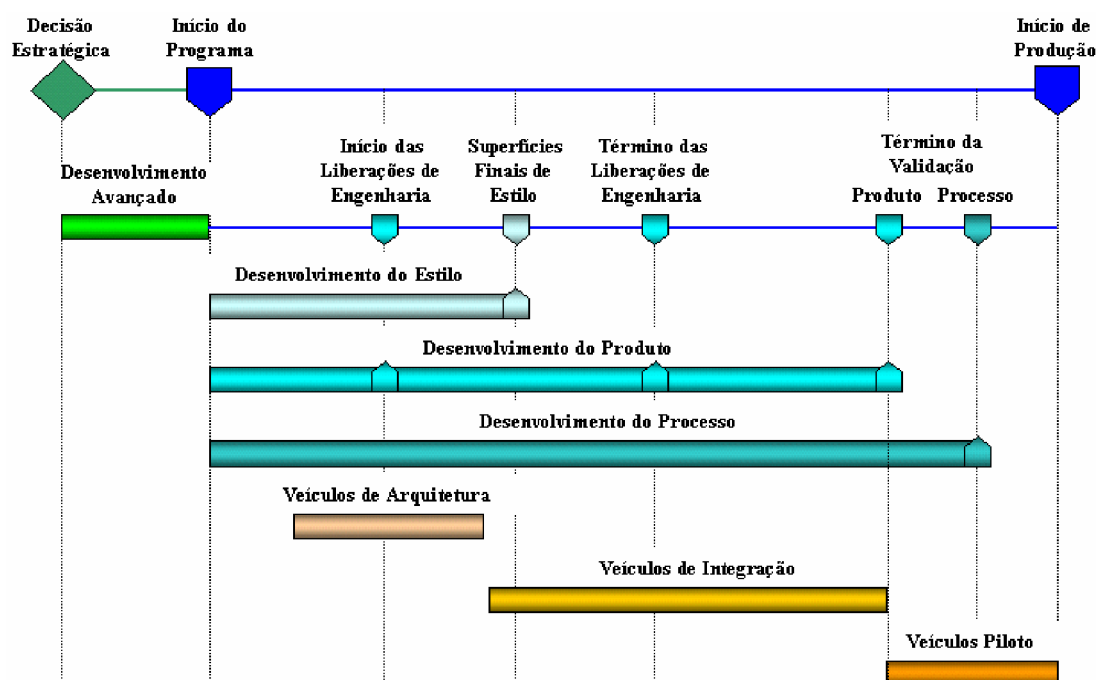 Decisão
Estratégica
Início do
Programa
Início de
Produção
Desenvolvimento
Avançado
Início das
Liberações de
Engenharia
Superfícies
Finais de
Estilo
Término das
Liberações de
Engenharia
Término da
Validação
Produto
Processo
Desenvolvimento do Estilo
Desenvolvimento do Produto
Desenvolvimento do Processo
Veículos de Arquitetura
Veículos de Integração
Veículos Piloto